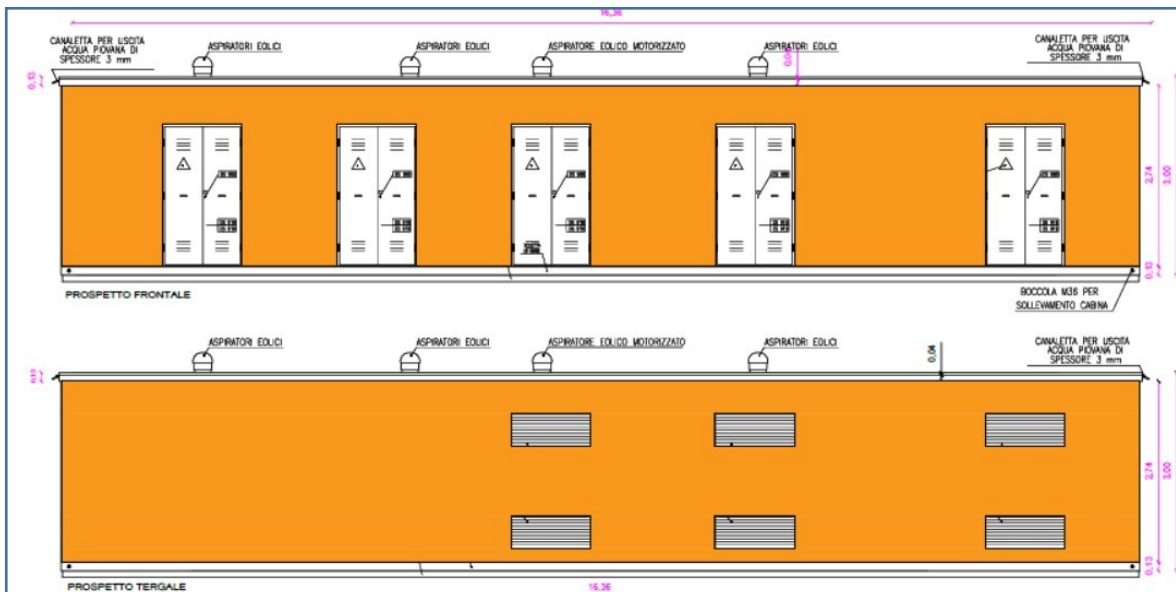 16,36
CANALETTA PER USCITA
ACQUA PIOVANA DI
SPESSORE 3 mm
ASPIRATORI EOLICI
ASPIRATORI EOLICI
ASPIRATORE EOLICO MOTORIZZATO
ASPIRATORI EOLICI
CANALETTA PER USCITA
ACQUA PIOVANA DI
SPESSORE 3 mm
0,13
2,74
3,00
0,13
PROSPETTO FRONTALE
BOCCOLA M36 PER
SOLLEVAMENTO CABINA
ASPIRATORI EOLICI
ASPIRATORI EOLICI
ASPIRATORE EOLICO MOTORIZZATO
ASPIRATORI EOLICI
0,04
CANALETTA PER USCITA
ACQUA PIOVANA DI
SPESSORE 3 mm
2,74
3,00
0,13
PROSPETTO TERGALE
16,36